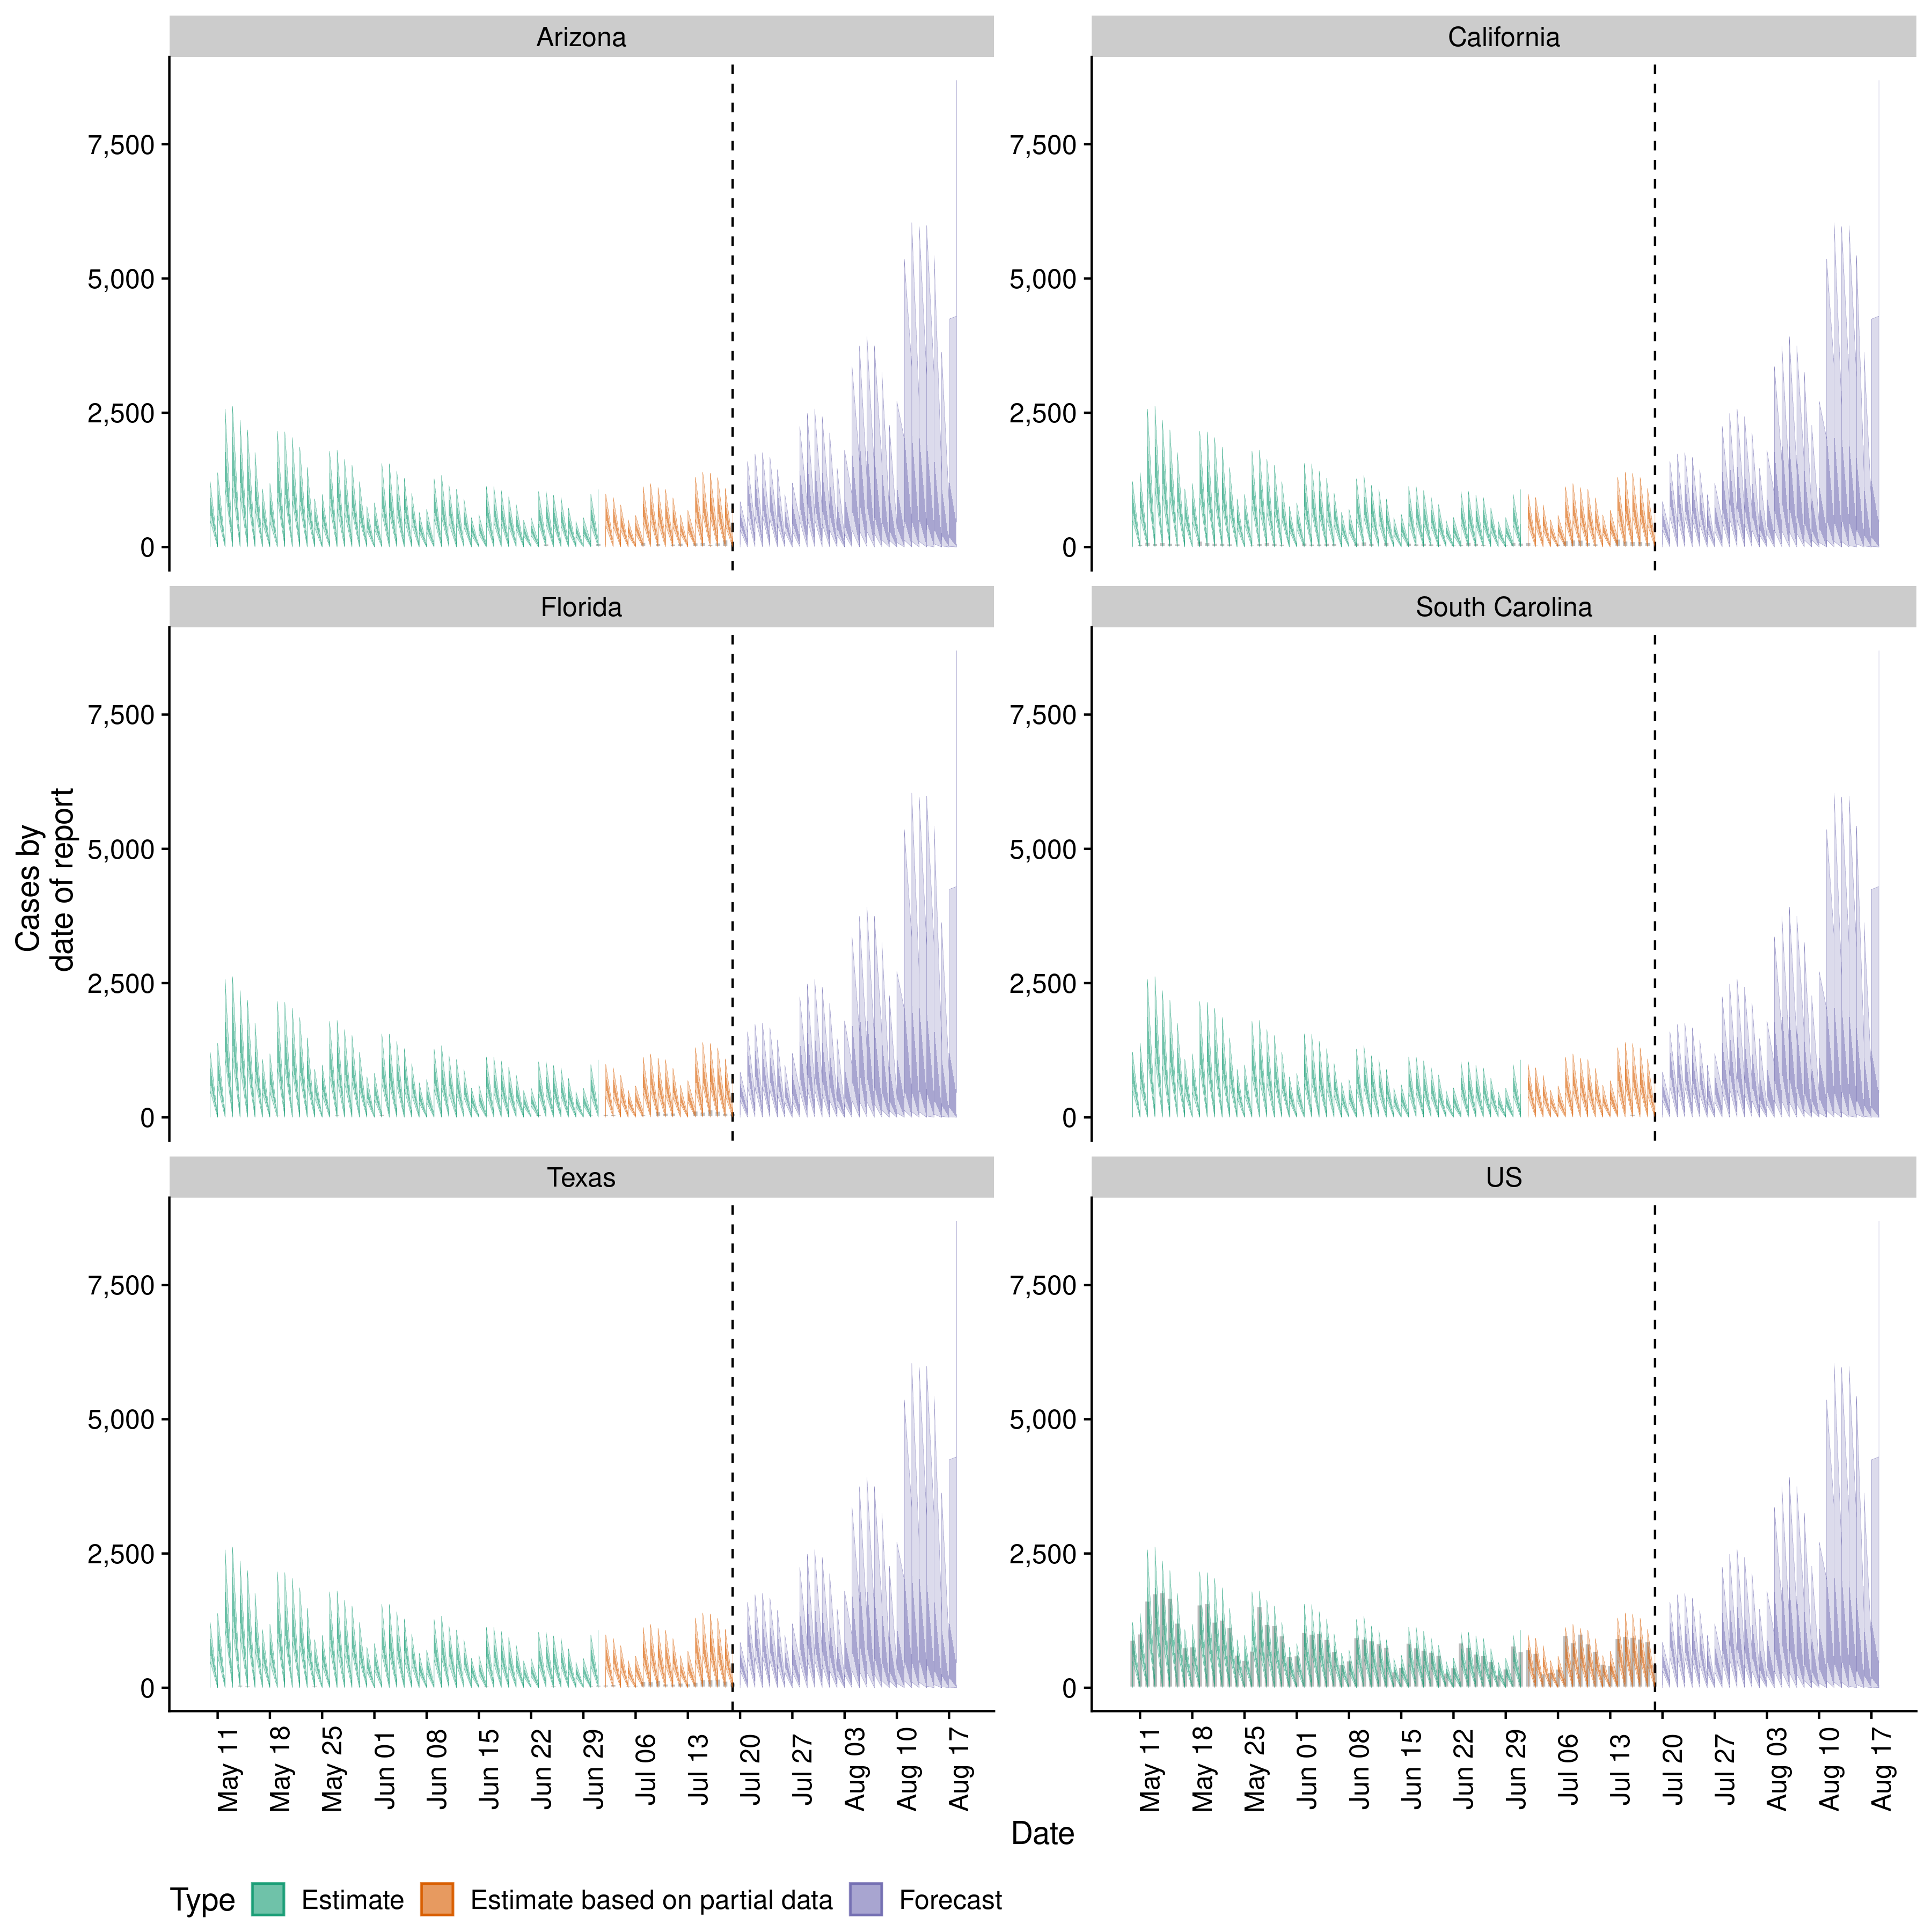 Arizona
California
7,500
5,000
2,500
0
7,500
5,000
2,500
0
Florida
South Carolina
7,500
5,000
2,500
0
7,500
5,000
2,500
0
Cases by
date of report
Texas
US
7,500
5,000
2,500
0
7,500
5,000
2,500
0
May 11
May 18
May 25
Jun 01
Jun 08
Jun 15
Jun 22
Jun 29
Jul 06
Jul 13
Jul 20
Jul 27
Aug 03
Aug 10
Aug 17
May 11
May 18
May 25
Jun 01
Jun 08
Jun 15
Jun 22
Jun 29
Jul 06
Jul 13
Jul 20
Jul 27
Aug 03
Aug 10
Aug 17
Date
Type Estimate Estimate based on partial data Forecast